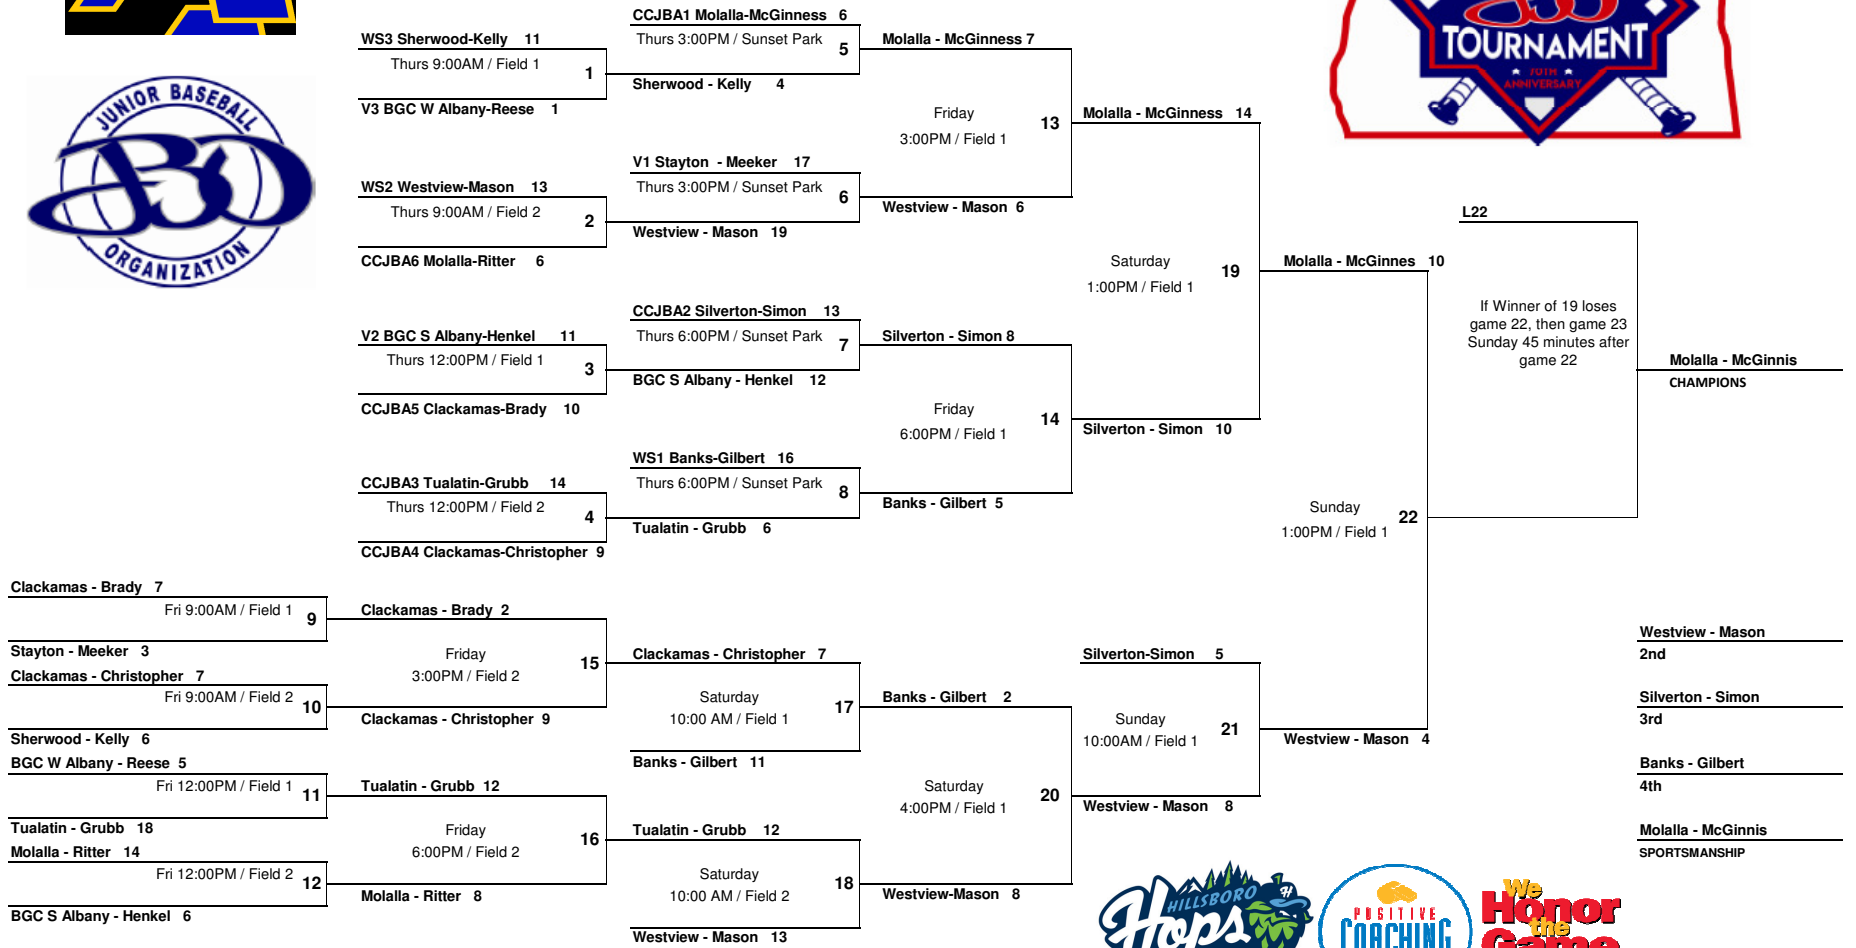 CCJBA1 Molalla-McGinness 6
WS3 Sherwood-Kelly 11
Thurs 3:00PM / Sunset Park 5
Molalla - McGinness 7
Thurs 9:00AM / Field 1 1
Sherwood - Kelly 4
V3 BGC W Albany-Reese 1
Friday
3:00PM / Field 1 13
Molalla - McGinness 14
V1 Stayton - Meeker 17
WS2 Westview-Mason 13
Thurs 3:00PM / Sunset Park 6
Westview - Mason 6
Thurs 9:00AM / Field 2 2
Westview - Mason 19
CCJBA6 Molalla-Ritter 6
Saturday
1:00PM / Field 1 19
Molalla - McGinnes 10
L22
If Winner of 19 loses
game 22, then game 23
Sunday 45 minutes after
game 22
Molalla - McGinnis
CHAMPIONS
CCJBA2 Silverton-Simon 13
V2 BGC S Albany-Henkel 11
Thurs 6:00PM / Sunset Park 7
Silverton - Simon 8
Thurs 12:00PM / Field 1 3
BGC S Albany - Henkel 12
CCJBA5 Clackamas-Brady 10
Friday
6:00PM / Field 1 14
Silverton - Simon 10
WS1 Banks-Gilbert 16
CCJBA3 Tualatin-Grubb 14
Thurs 6:00PM / Sunset Park 8
Banks - Gilbert 5
Thurs 12:00PM / Field 2 4
Tualatin - Grubb 6
CCJBA4 Clackamas-Christopher 9
Sunday
1:00PM / Field 1 22
Clackamas - Brady 7
Fri 9:00AM / Field 1 9
Clackamas - Brady 2
Stayton - Meeker 3
Clackamas - Christopher 7
Friday
3:00PM / Field 2 15
Fri 9:00AM / Field 2 10
Clackamas - Christopher 9
Sherwood - Kelly 6
Clackamas - Christopher 7
Saturday
10:00 AM / Field 1 17
Banks - Gilbert 2
Banks - Gilbert 11
Silverton-Simon 5
Sunday
10:00AM / Field 1 21
Westview - Mason 4
BGC W Albany - Reese 5
Fri 12:00PM / Field 1 11
Tualatin - Grubb 12
Tualatin - Grubb 18
Molalla - Ritter 14
Friday
6:00PM / Field 2 16
Fri 12:00PM / Field 2 12
Molalla - Ritter 8
BGC S Albany - Henkel 6
Tualatin - Grubb 12
Saturday
10:00 AM / Field 2 18
Westview-Mason 8
Westview - Mason 13
Saturday
4:00PM / Field 1 20
Westview - Mason 8
Westview - Mason
2nd
Silverton - Simon
3rd
Banks - Gilbert
4th
Molalla - McGinnis
SPORTSMANSHIP
JUNIOR BASEBALL
JBO
ORGANIZATION
JBO
TOURNAMENT
70TH
ANNIVERSARY
HILLSBORO
H
Hops
POSITIVE
COACHING
We
Honor
the
Game